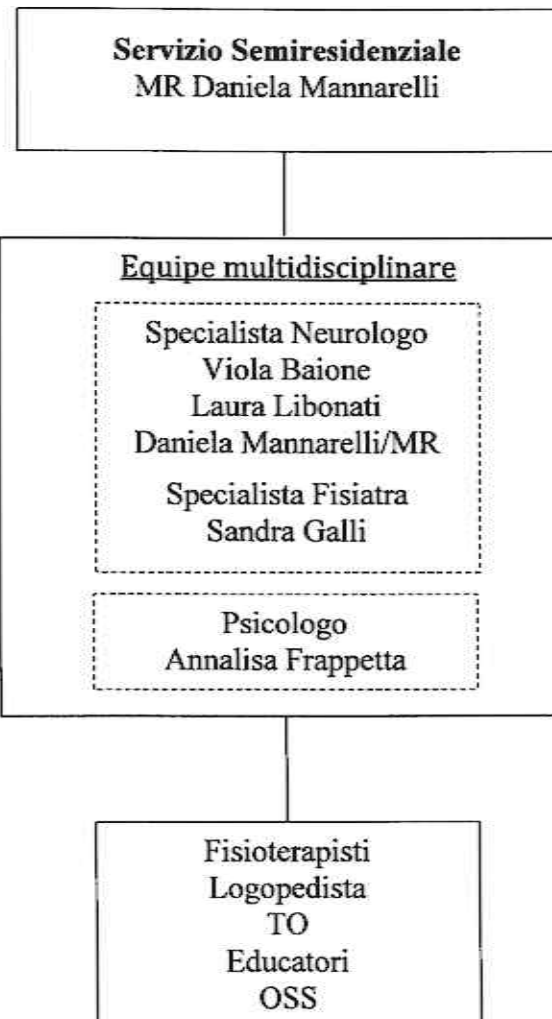 Servizio Semiresidenziale
MR Daniela Mannarelli
Equipe multidisciplinare
Specialista Neurologo
Viola Baione
Laura Libonati
Daniela Mannarelli/MR
Specialista Fisiatra
Sandra Galli
Psicologo
Annalisa Frappetta
Fisioterapisti
Logopedista
TO
Educatori
OSS